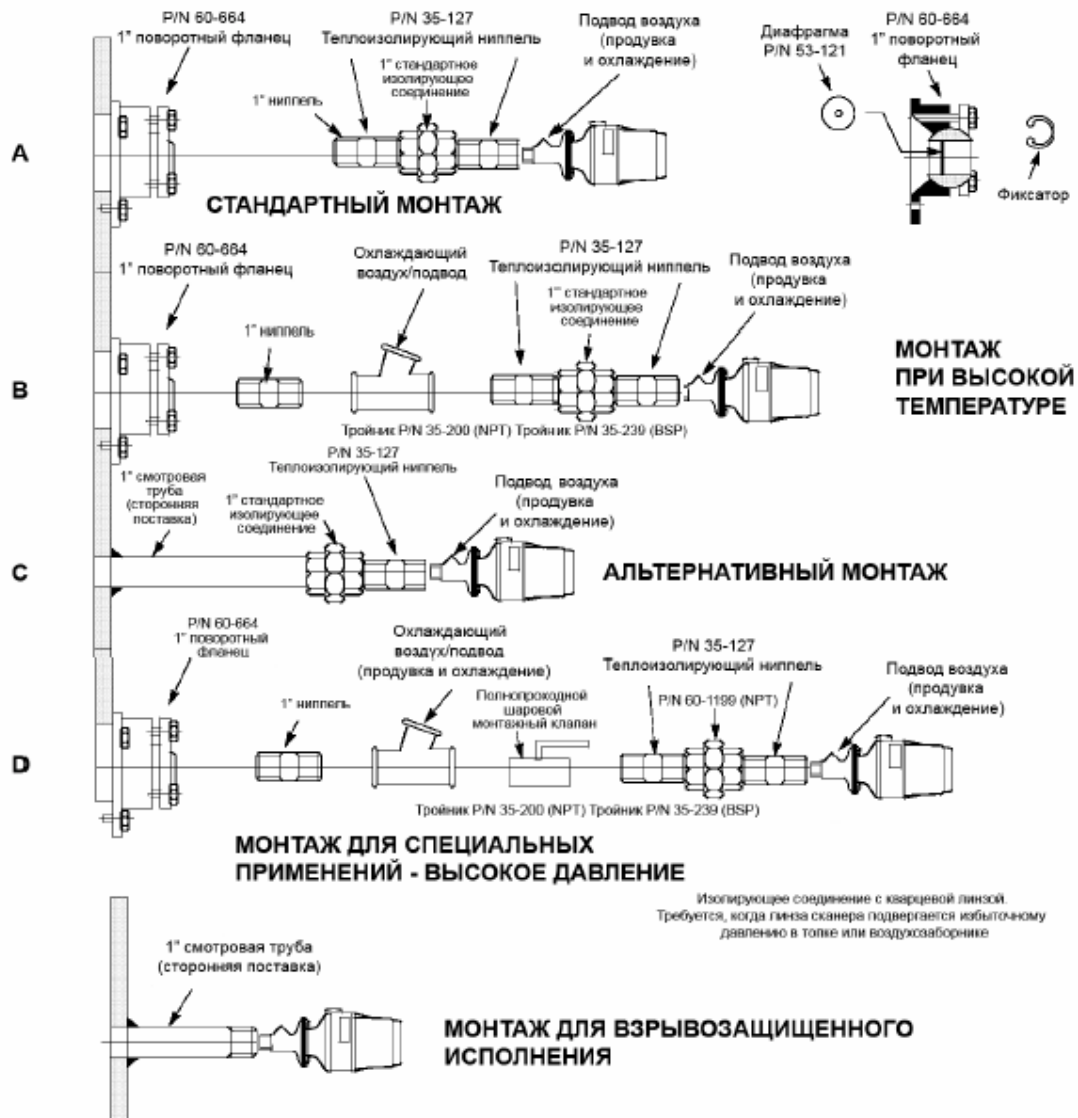 P/N 60-664
1" поворотный фланец
P/N 35-127
Теплоизолирующий ниппель
1" стандартное
изолирующее
соединение
1" ниппель
Подвод воздуха
(продувка
и охлаждение)
Диафрагма
P/N 53-121
P/N 60-664
1" поворотный
фланец
Фиксатор
A
СТАНДАРТНЫЙ МОНТАЖ
P/N 60-664
1" поворотный фланец
1" ниппель
Охлаждающий
воздух/подвод
P/N 35-127
Теплоизолирующий ниппель
1" стандартное
изолирующее
соединение
Подвод воздуха
(продувка
и охлаждение)
B
МОНТАЖ
ПРИ ВЫСОКОЙ
ТЕМПЕРАТУРЕ
Тройник P/N 35-200 (NPT) Тройник P/N 35-239 (BSP)
1" смотровая
труба
(сторонняя
поставка)
P/N 35-127
Теплоизолирующий ниппель
1" стандартное
изолирующее
соединение
Подвод воздуха
(продувка
и охлаждение)
C
АЛЬТЕРНАТИВНЫЙ МОНТАЖ
P/N 60-664
1" поворотный
фланец
1" ниппель
Охлаждающий
воздух/подвод
(продувка и охлаждение)
Полнопроходной
шаровой
монтажный клапан
P/N 35-127
Теплоизолирующий ниппель
P/N 60-1199 (NPT)
Подвод воздуха
(продувка
и охлаждение)
D
Тройник P/N 35-200 (NPT) Тройник P/N 35-239 (BSP)
МОНТАЖ ДЛЯ СПЕЦИАЛЬНЫХ
ПРИМЕНЕНИЙ - ВЫСОКОЕ ДАВЛЕНИЕ
Изолирующее соединение с кварцевой линзой.
Требуется, когда линза сканера подвергается избыточному
давлению в топке или воздухозаборнике
1" смотровая труба
(сторонняя поставка)
МОНТАЖ ДЛЯ ВЗРЫВОЗАЩИЩЕННОГО
ИСПОЛНЕНИЯ